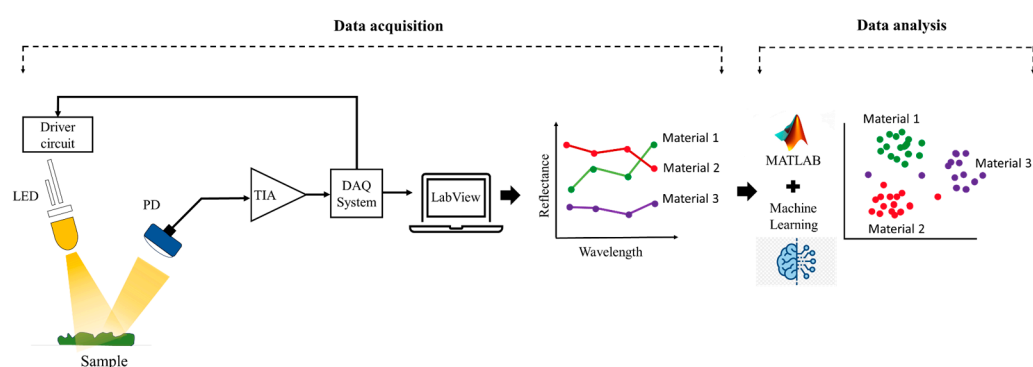 Data acquisition
Data analysis
Driver
circuit
LED
PD
TIA
DAQ
System
LabView
Sample
Reflectance
Wavelength
Material 1
Material 2
Material 3
MATLAB
+
Machine
Learning
Material 1
Material 3
Material 2